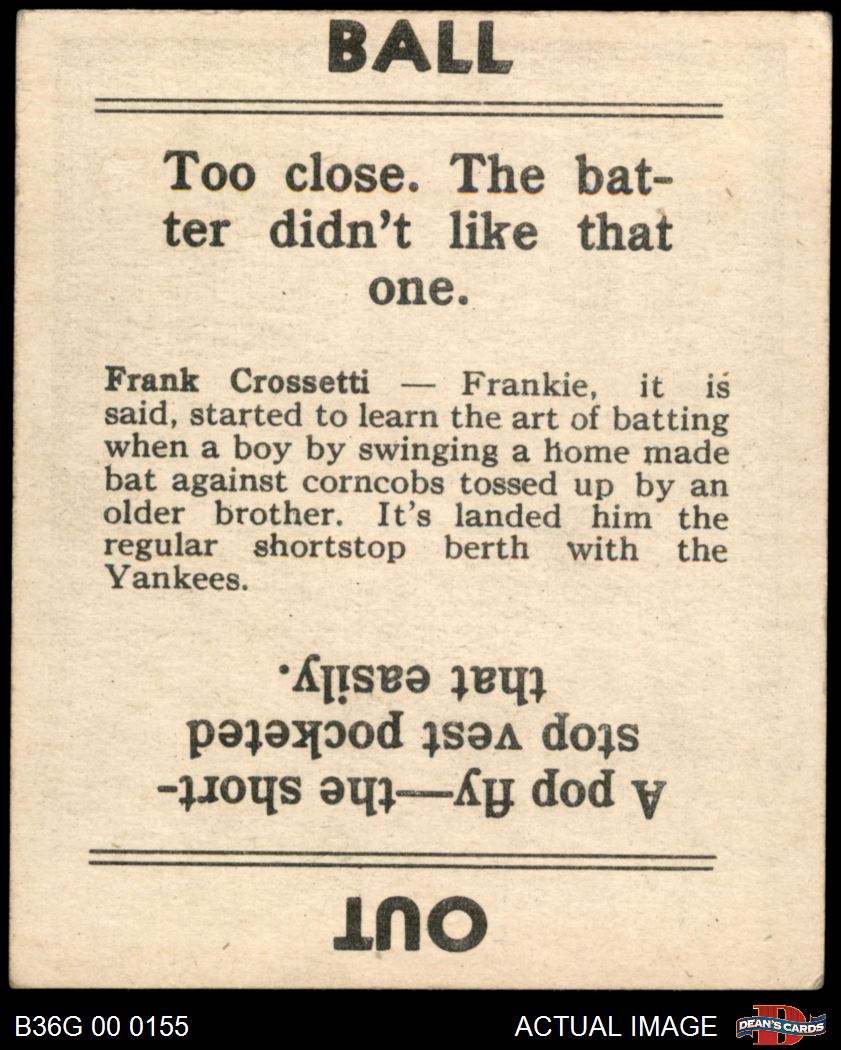 BALL
Too close. The bat-
ter didn't like that
one.
Frank Crossetti — Frankie, it is
said, started to learn the art of batting
when a boy by swinging a home made
bat against corncobs tossed up by an
older brother. It's landed him the
regular shortstop berth with the
Yankees.
OUT
A pop fly—the short-
stop vest pocketed
that easily.
B36G 00 0155
ACTUAL IMAGE
DEAN'S CARDS